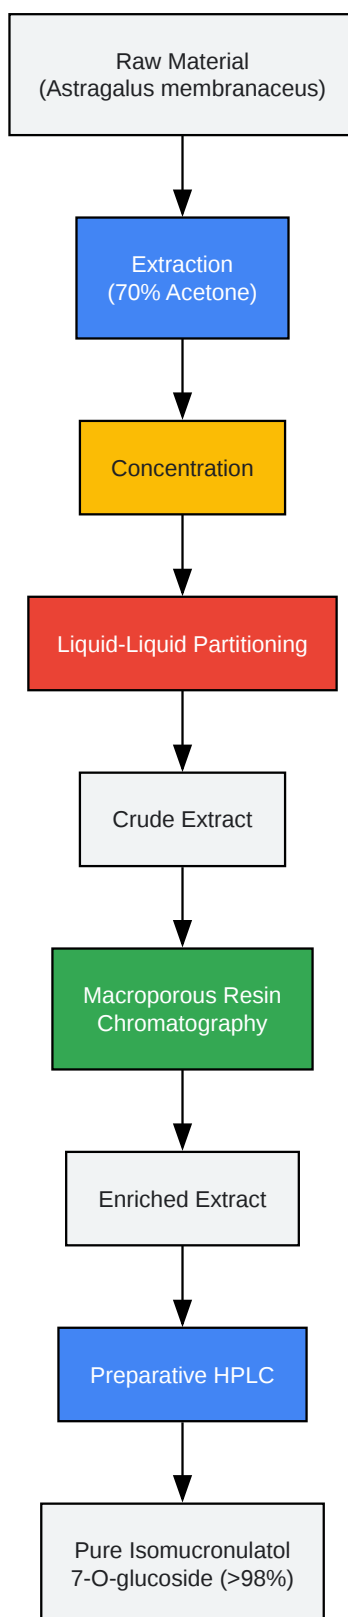 Raw Material
(Astragalus membranaceus)
Extraction
(70% Acetone)
Concentration
Liquid-Liquid Partitioning
Crude Extract
Macroporous Resin
Chromatography
Enriched Extract
Preparative HPLC
Pure Isomucronulatol
7-O-glucoside (>98%)